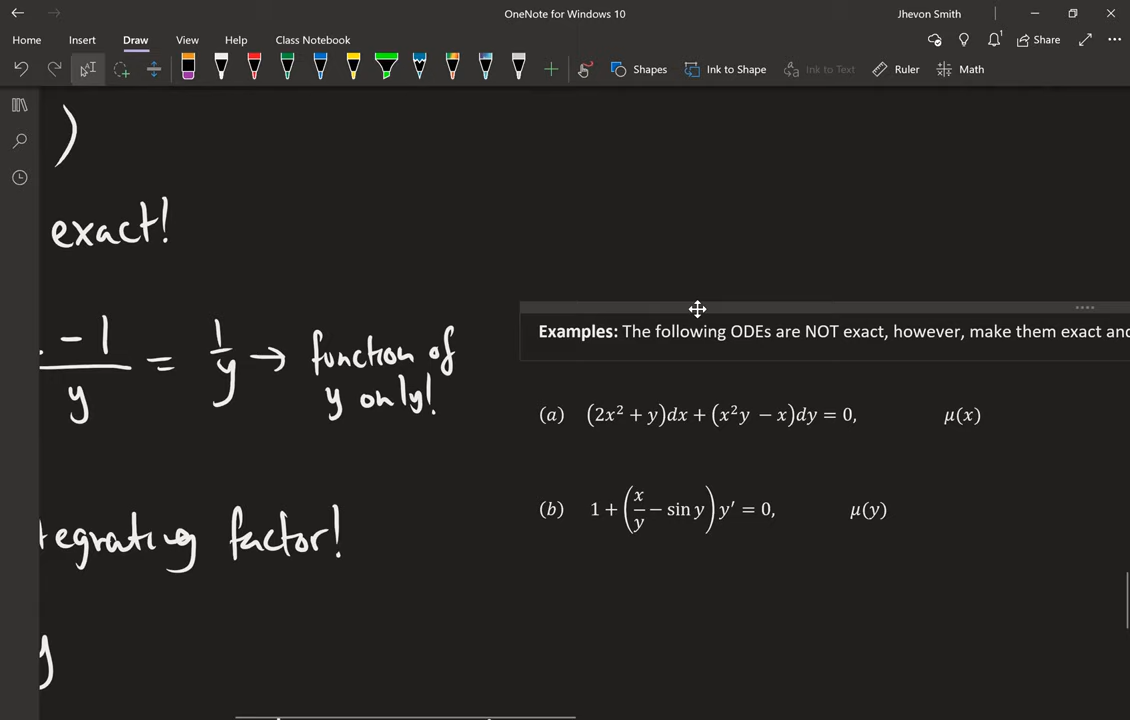 OneNote for Windows 10
Jhevon Smith
Home Insert Draw View Help Class Notebook
Share
Shapes Ink to Shape Ink to Text Ruler Math
)
exact!
- 1 / y = 1/y → function of
y only!
Examples: The following ODEs are NOT exact, however, make them exact and
(a) (2x² + y)dx + (x²y − x)dy = 0, μ(x)
(b) 1 + (x/y − sin y) y′ = 0, μ(y)
tegrating factor!
y